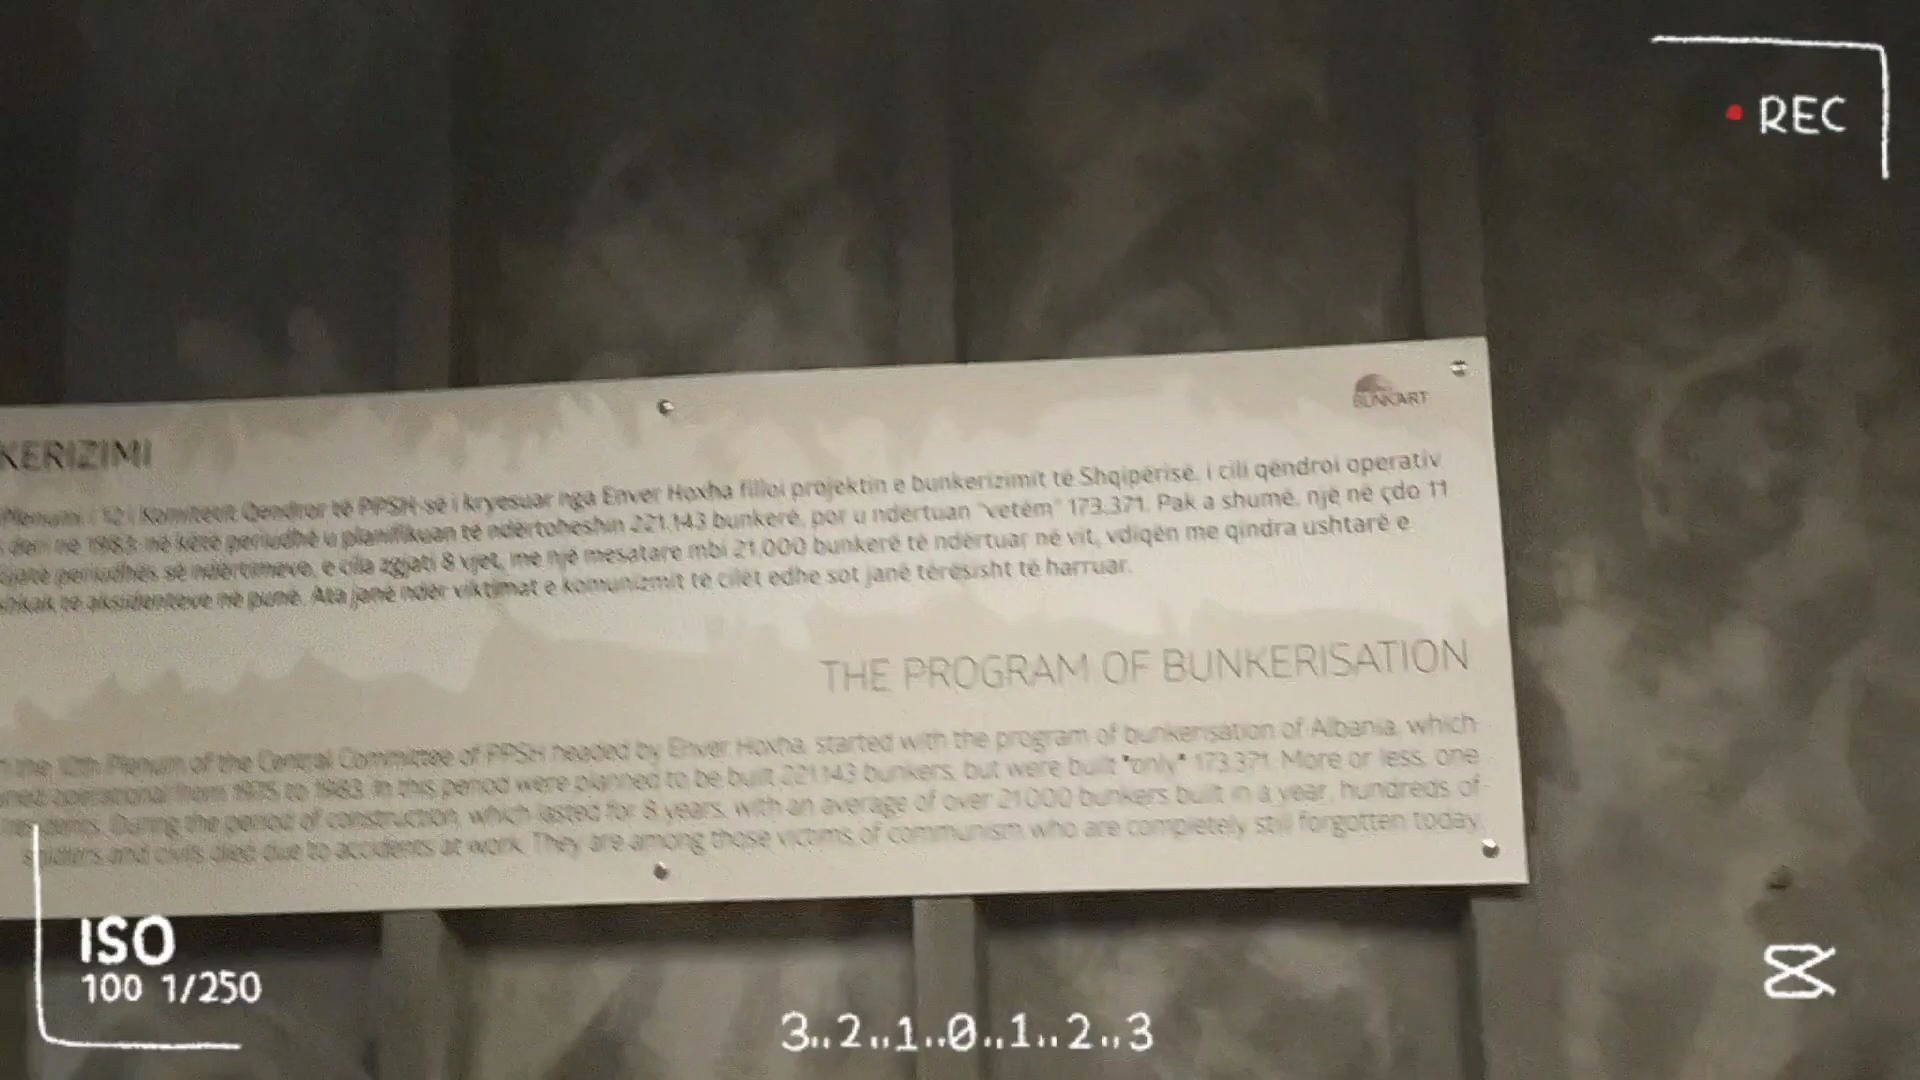 REC
BUNKART
KERIZIMI
Plenumi i 12 i Komitetit Qendror të PPSH-së i kryesuar nga Enver Hoxha filloi projektin e bunkerizimit të Shqipërisë, i cili qëndroi operativ
deri në 1983. në këtë periudhë u planifikuan të ndërtoheshin 221.143 bunkerë, por u ndërtuan "vetëm" 173.371. Pak a shumë, një në çdo 11
periudhës së ndërtimeve, e cila zgjati 8 vjet, me një mesatare mbi 21.000 bunkerë të ndërtuar në vit, vdiqën me qindra ushtarë e
të aksidenteve në punë. Ata janë ndër viktimat e komunizmit të cilët edhe sot janë tërësisht të harruar.
THE PROGRAM OF BUNKERISATION
the 12th Plenum of the Central Committee of PPSH headed by Enver Hoxha, started with the program of bunkerisation of Albania, which
operational from 1975 to 1983. In this period were planned to be built 221143 bunkers, but were built "only" 173.371. More or less, one
During the period of construction, which lasted for 8 years, with an average of over 21000 bunkers built in a year, hundreds of
soldiers and civils died due to accidents at work. They are among those victims of communism who are completely still forgotten today.
ISO
100 1/250
3..2..1..0..1..2..3